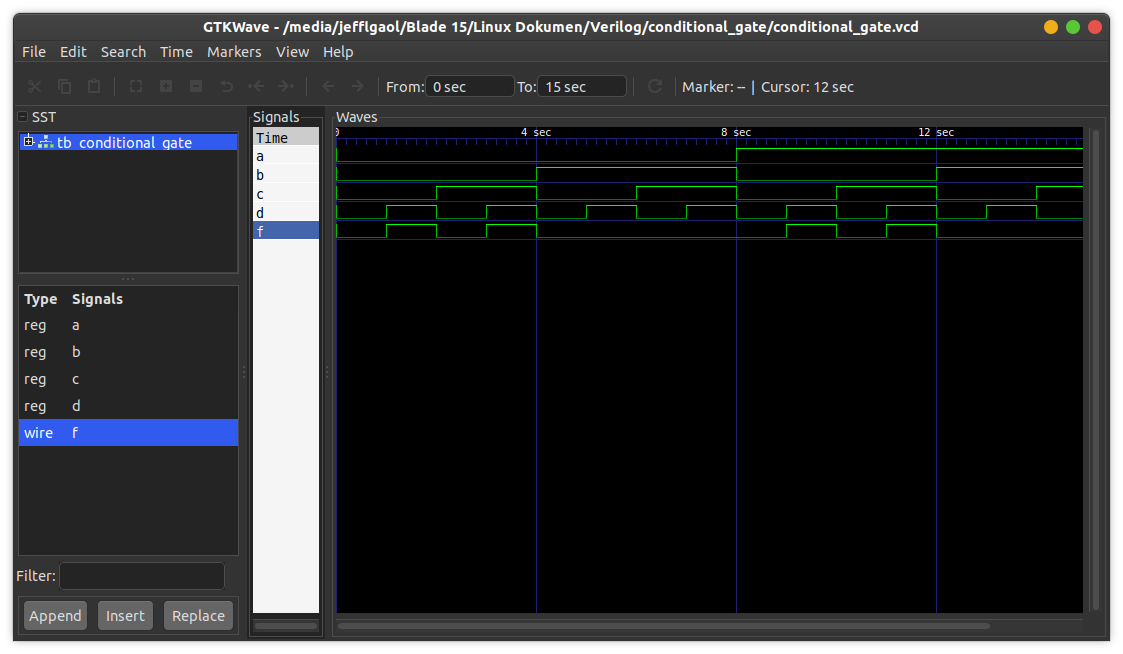 GTKWave - /media/jefflgaol/Blade 15/Linux Dokumen/Verilog/conditional_gate/conditional_gate.vcd
File Edit Search Time Markers View Help
From: 0 sec To: 15 sec Marker: -- | Cursor: 12 sec
SST
tb_conditional_gate
Type Signals
reg a
reg b
reg c
reg d
wire f
Filter:
Append Insert Replace
Signals
Time
a
b
c
d
f
Waves
0 4 sec 8 sec 12 sec